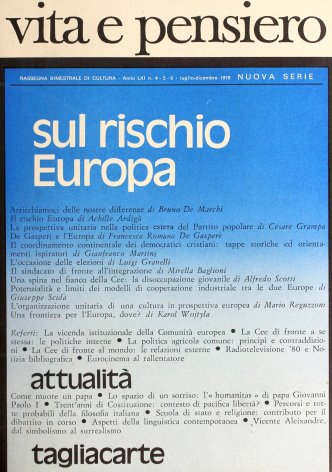 vita e pensiero
RASSEGNA BIMESTRALE DI CULTURA - Anno LXI n. 4 - 5 - 6 - luglio-dicembre 1978 NUOVA SERIE
sul rischio
Europa
Arricchiamoci delle nostre differenze di Bruno De Marchi
Il rischio Europa di Achille Ardigò
La prospettiva unitaria nella politica estera del Partito popolare di Cesare Grampa
De Gasperi e l'Europa di Francesca Romana De Gasperi
Il coordinamento continentale dei democratici cristiani: tappe storiche ed orienta-
menti ispiratori di Gianfranco Martini
L'occasione delle elezioni di Luigi Granelli
Il sindacato di fronte all'integrazione di Mirella Baglioni
Una spina nel fianco della Cee: la disoccupazione giovanile di Alfredo Scotti
Potenzialità e limiti dei modelli di cooperazione industriale tra le due Europe di
Giuseppe Scidà
L'organizzazione unitaria di una cultura in prospettiva europea di Mario Reguzzoni
Una frontiera per l'Europa, dove? di Karol Wojtyla
Referti: La vicenda istituzionale della Comunità europea • La Cee di fronte a se
stessa: le politiche interne • La politica agricola comune: principi e contraddizio-
ni • La Cee di fronte al mondo: le relazioni esterne • Radiotelevisione '80 e No-
tizia bibliografica • Eurocinema al rallentatore
attualità
Come muore un papa • Lo spazio di un sorriso: l'« humanitas » di papa Giovanni
Paolo I • Trent'anni di Costituzione: contesto di pacifica libertà? • Percorsi e rot-
te probabili della filosofia italiana • Scuola di stato e religione: contributo per il
dibattito in corso • Aspetti della linguistica contemporanea • Vicente Aleixandre,
dal simbolismo al surrealismo
tagliacarte